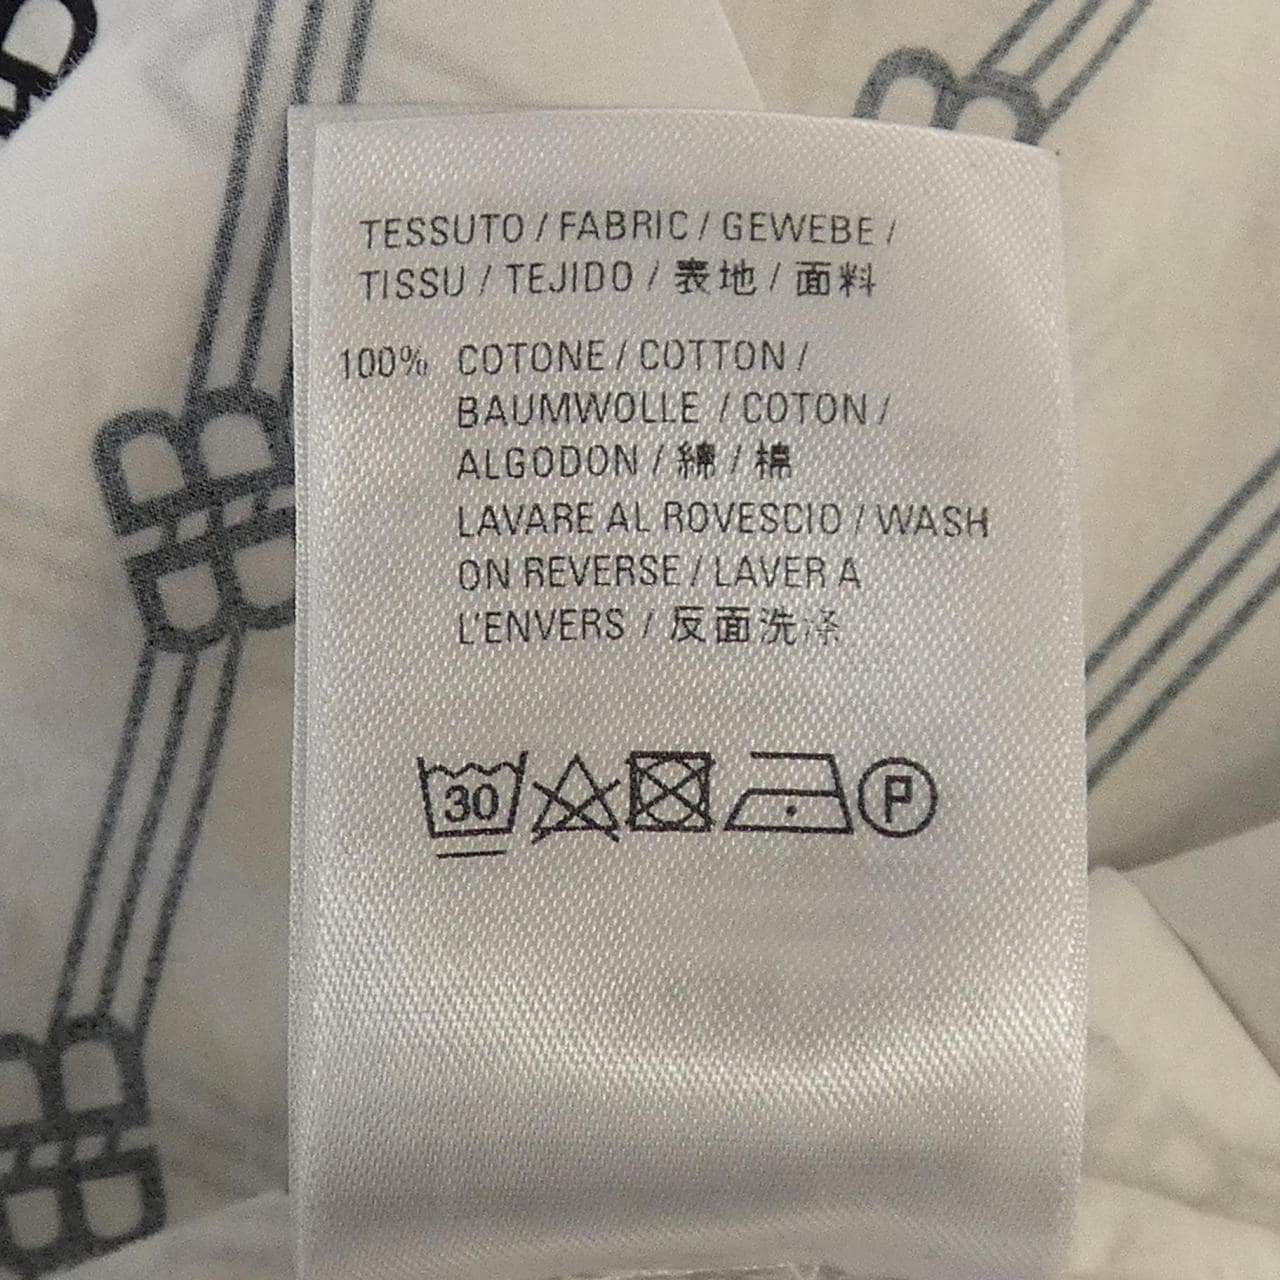 TESSUTO / FABRIC / GEWEBE /
TISSU / TEJIDO / 表地 / 面料
100% COTONE / COTTON /
BAUMWOLLE / COTON /
ALGODON / 綿 / 棉
LAVARE AL ROVESCIO / WASH
ON REVERSE / LAVER A
L'ENVERS / 反面洗涤
30 P